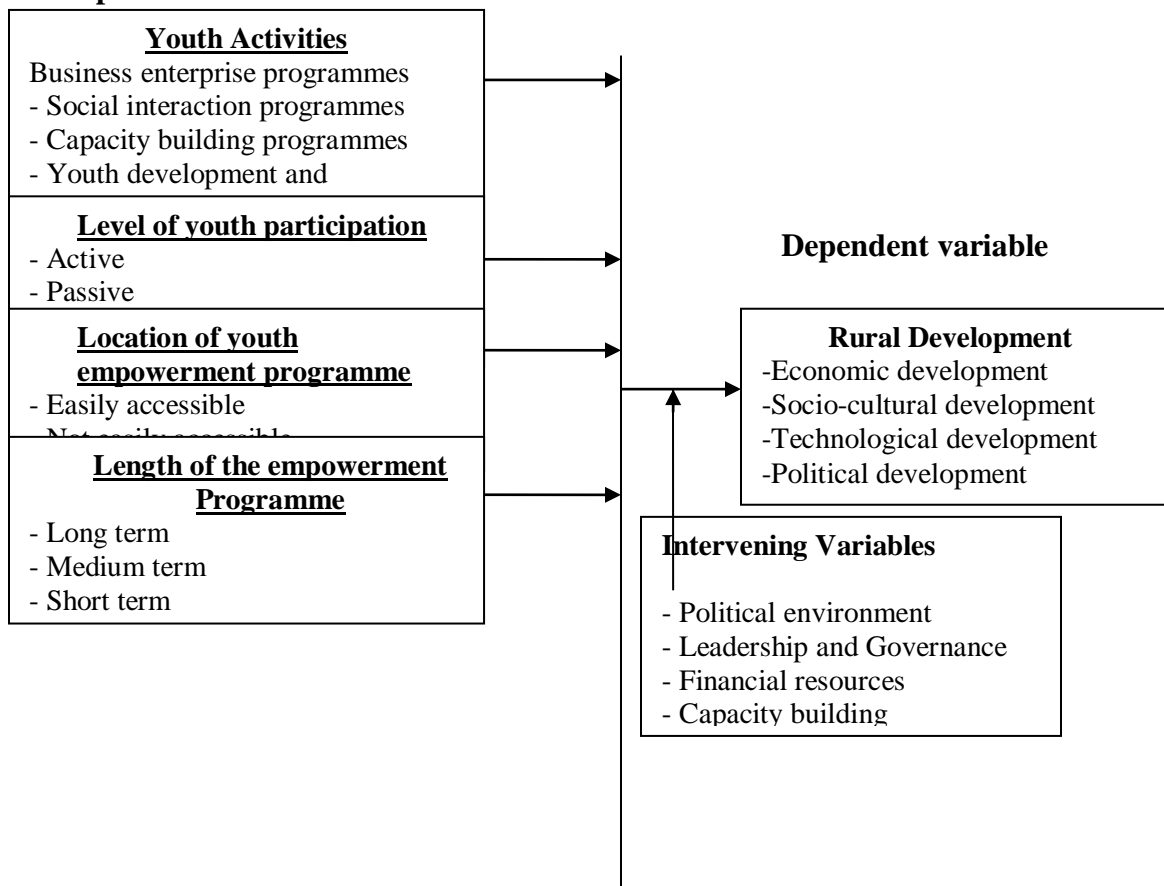 Youth Activities
Business enterprise programmes
- Social interaction programmes
- Capacity building programmes
- Youth development and
Level of youth participation
- Active
- Passive
Location of youth
empowerment programme
- Easily accessible
- Not easily accessible
Length of the empowerment
Programme
- Long term
- Medium term
- Short term
Dependent variable
Rural Development
-Economic development
-Socio-cultural development
-Technological development
-Political development
Intervening Variables
- Political environment
- Leadership and Governance
- Financial resources
- Capacity building